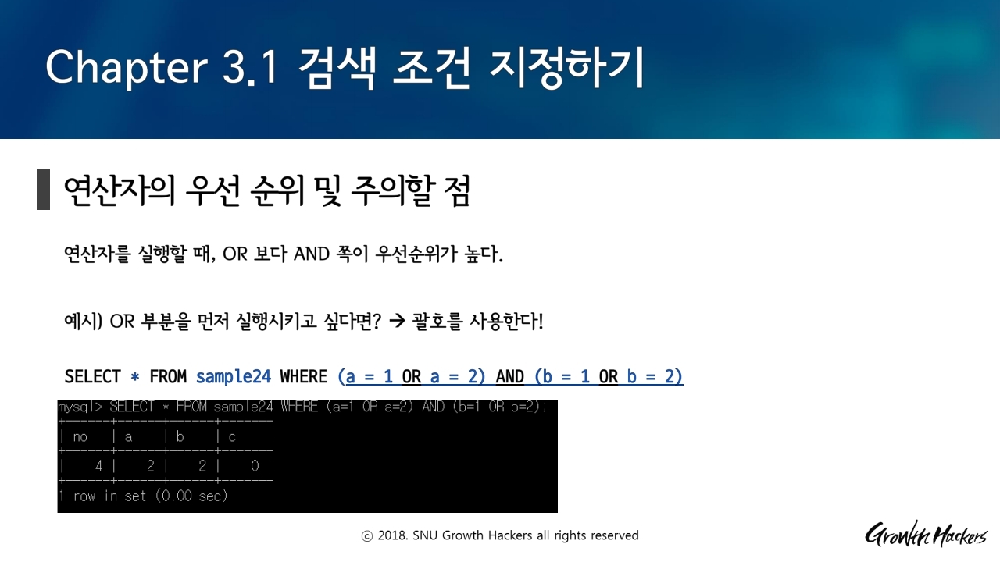 Chapter 3.1 검색 조건 지정하기
연산자의 우선 순위 및 주의할 점
연산자를 실행할 때, OR 보다 AND 쪽이 우선순위가 높다.
예시) OR 부분을 먼저 실행시키고 싶다면? → 괄호를 사용한다!
SELECT * FROM sample24 WHERE (a = 1 OR a = 2) AND (b = 1 OR b = 2)
mysql> SELECT * FROM sample24 WHERE (a=1 OR a=2) AND (b=1 OR b=2);
+------+------+------+------+
| no   | a    | b    | c    |
+------+------+------+------+
|    4 |    2 |    2 |    0 |
+------+------+------+------+
1 row in set (0.00 sec)
ⓒ 2018. SNU Growth Hackers all rights reserved
Growth Hackers